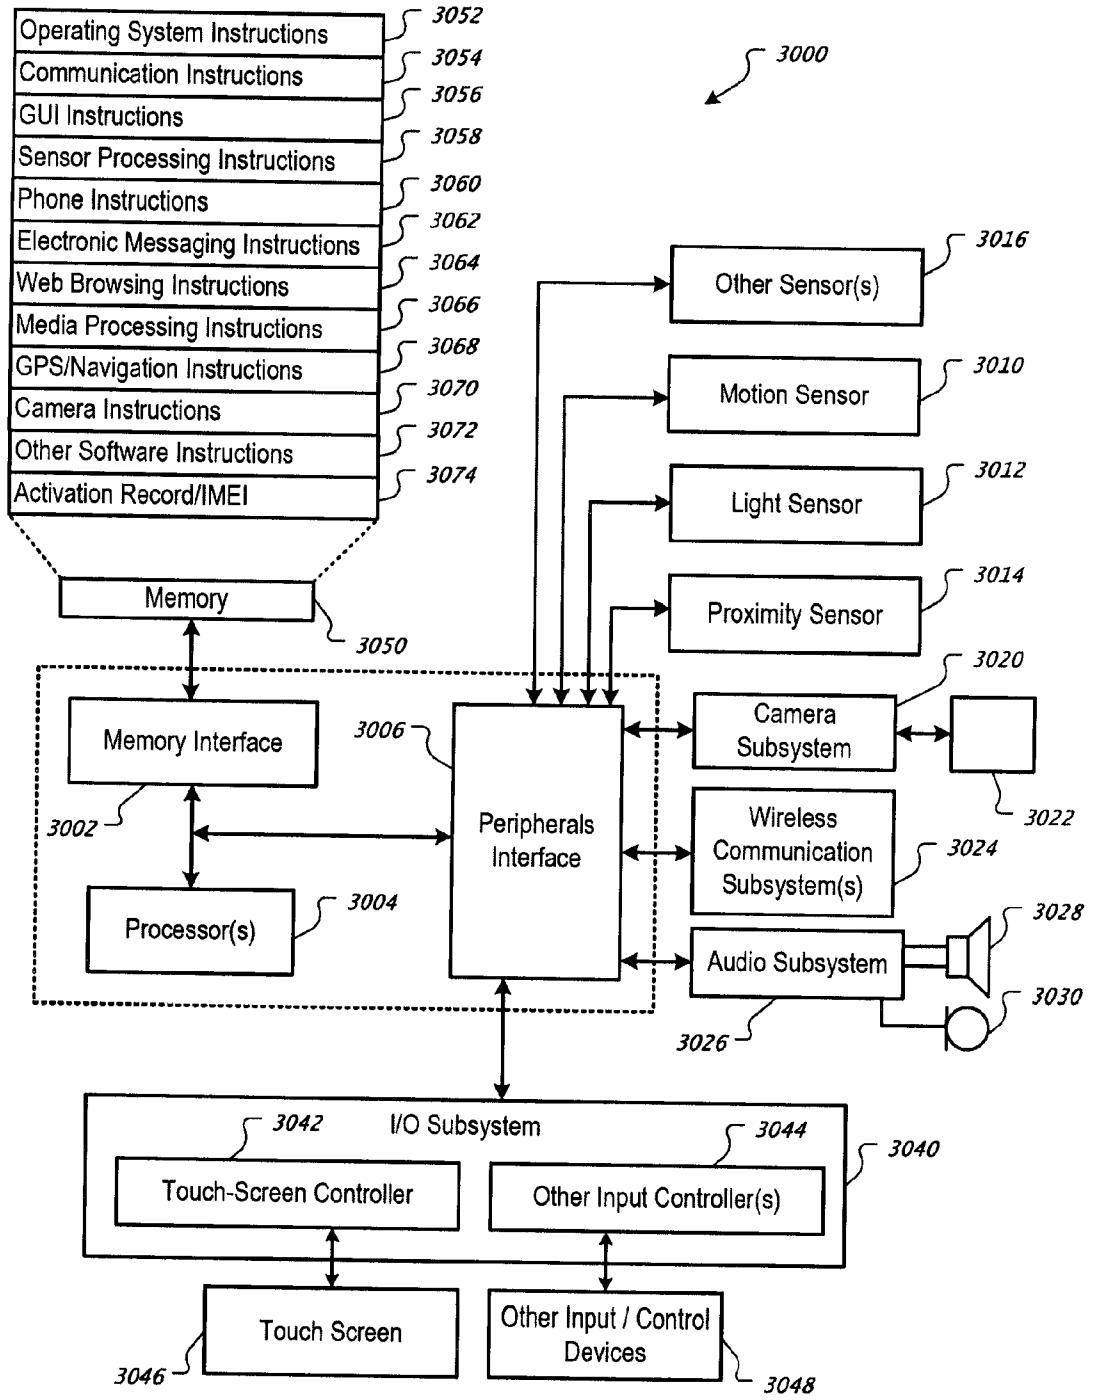 3052
Operating System Instructions
3054
Communication Instructions
3056
GUI Instructions
3058
Sensor Processing Instructions
3060
Phone Instructions
3062
Electronic Messaging Instructions
3064
Web Browsing Instructions
3066
Media Processing Instructions
3068
GPS/Navigation Instructions
3070
Camera Instructions
3072
Other Software Instructions
3074
Activation Record/IMEI
Memory
3050
3000
3016
Other Sensor(s)
3010
Motion Sensor
3012
Light Sensor
3014
Proximity Sensor
3020
Camera
Subsystem
3022
Memory Interface
3002
3006
Peripherals
Interface
Processor(s)
3004
Wireless
Communication
Subsystem(s)
3024
Audio Subsystem
3026
3028
3030
I/O Subsystem
3040
3042
Touch-Screen Controller
3044
Other Input Controller(s)
Touch Screen
3046
Other Input / Control
Devices
3048